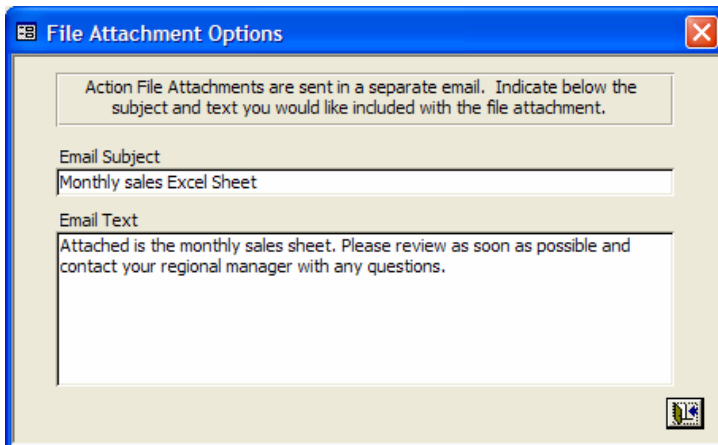 File Attachment Options
Action File Attachments are sent in a separate email. Indicate below the
subject and text you would like included with the file attachment.
Email Subject
Monthly sales Excel Sheet
Email Text
Attached is the monthly sales sheet. Please review as soon as possible and
contact your regional manager with any questions.